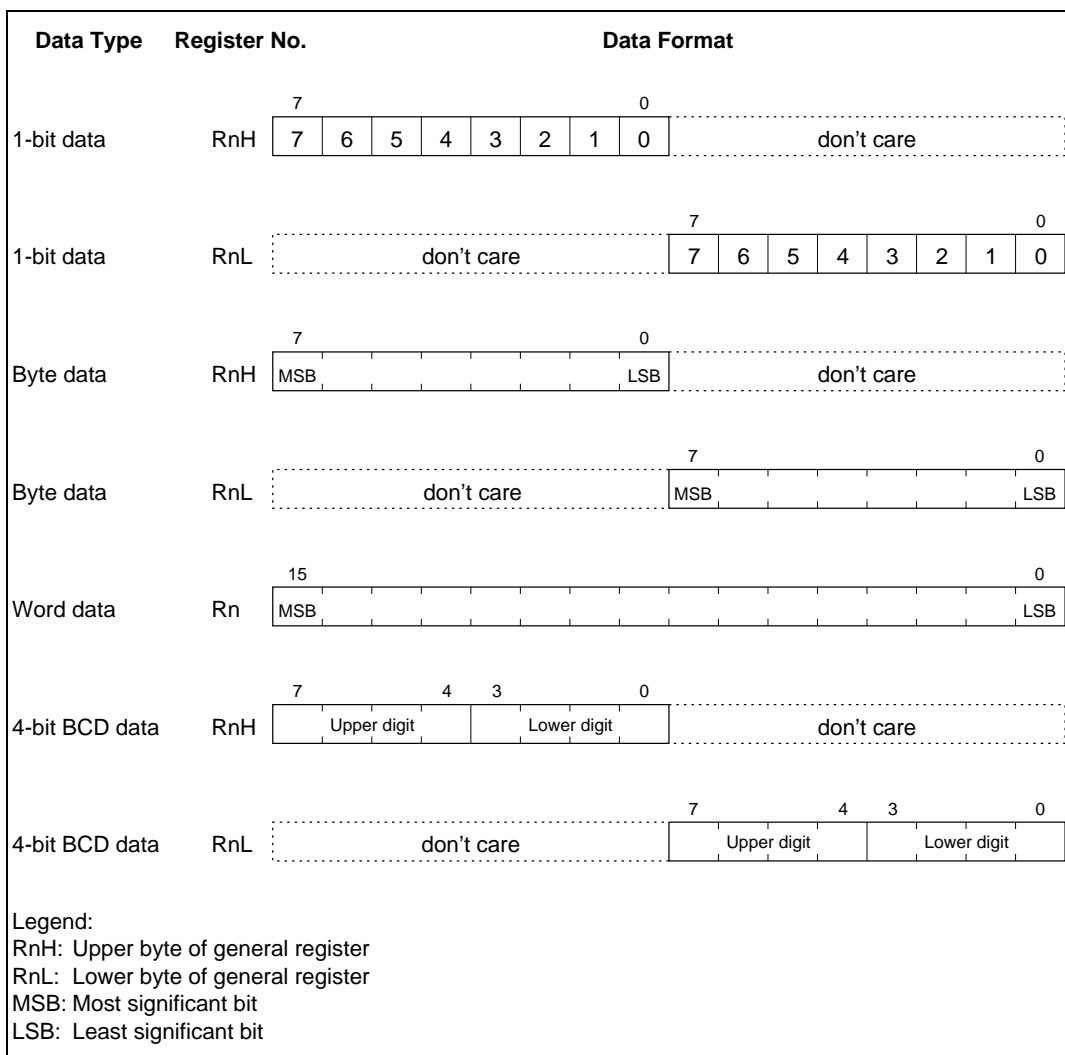 Data Type Register No. Data Format
7 0
1-bit data RnH 7 6 5 4 3 2 1 0 don't care
7 0
1-bit data RnL don't care 7 6 5 4 3 2 1 0
7 0
Byte data RnH MSB LSB don't care
7 0
Byte data RnL don't care MSB LSB
15 0
Word data Rn MSB LSB
7 4 3 0
4-bit BCD data RnH Upper digit Lower digit don't care
7 4 3 0
4-bit BCD data RnL don't care Upper digit Lower digit
Legend:
RnH: Upper byte of general register
RnL: Lower byte of general register
MSB: Most significant bit
LSB: Least significant bit